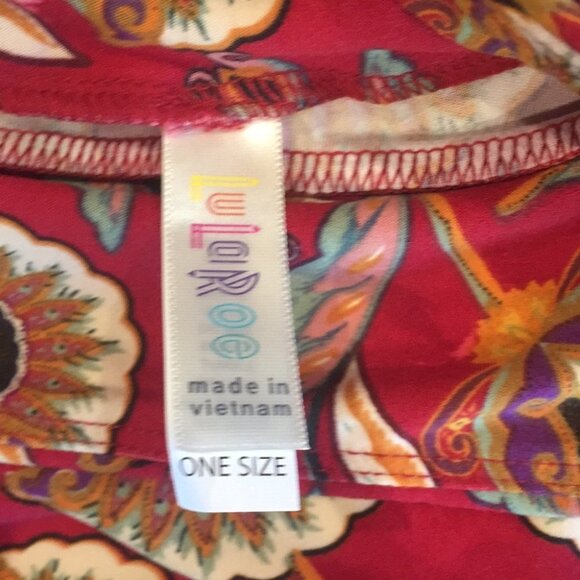 LuLaRoe
made in
vietnam
ONE SIZE